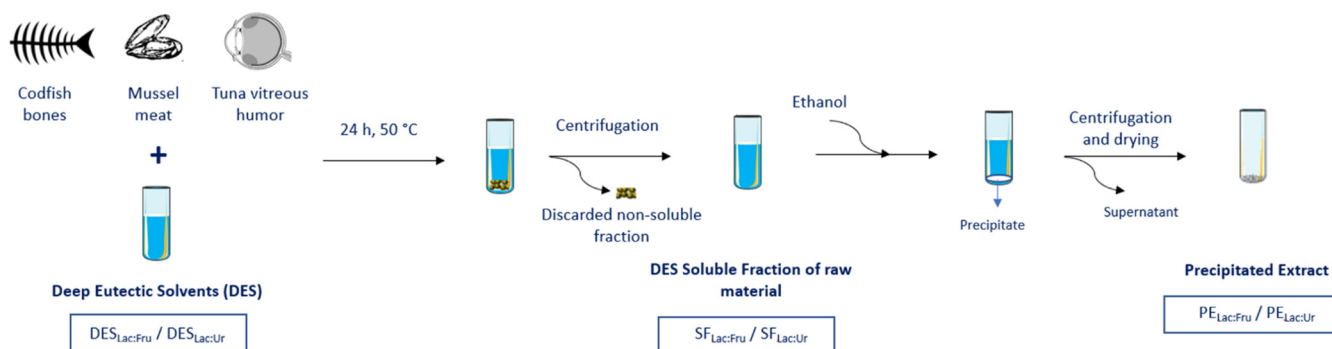 Codfish
bones
Mussel
meat
Tuna vitreous
humor
+
Deep Eutectic Solvents (DES)
DESLac:Fru / DESLac:Ur
24 h, 50 °C
Centrifugation
Discarded non-soluble
fraction
DES Soluble Fraction of raw
material
SFLac:Fru / SFLac:Ur
Ethanol
Precipitate
Centrifugation
and drying
Supernatant
Precipitated Extract
PELac:Fru / PELac:Ur